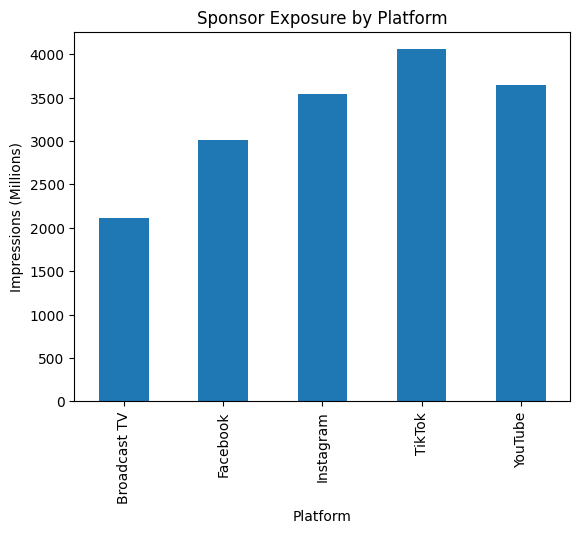 Sponsor Exposure by Platform
Impressions (Millions)
4000
3500
3000
2500
2000
1500
1000
500
0
Broadcast TV
Facebook
Instagram
TikTok
YouTube
Platform